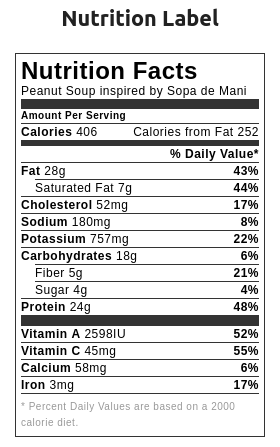 Nutrition Label
Nutrition Facts
Peanut Soup inspired by Sopa de Mani
Amount Per Serving
Calories 406 Calories from Fat 252
% Daily Value*
Fat 28g 43%
Saturated Fat 7g 44%
Cholesterol 52mg 17%
Sodium 180mg 8%
Potassium 757mg 22%
Carbohydrates 18g 6%
Fiber 5g 21%
Sugar 4g 4%
Protein 24g 48%
Vitamin A 2598IU 52%
Vitamin C 45mg 55%
Calcium 58mg 6%
Iron 3mg 17%
* Percent Daily Values are based on a 2000
calorie diet.